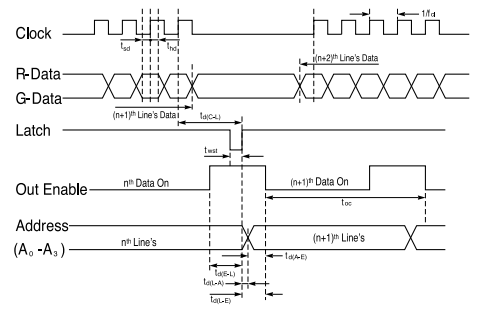 Clock
1/fcl
tsd
thd
R-Data
G-Data
(n+2)th Line's Data
(n+1)th Line's Data
td(C-L)
Latch
twst
Out Enable
nth Data On
(n+1)th Data On
toc
Address
(A0 -A3)
nth Line's
(n+1)th Line's
td(A-E)
td(E-L)
td(L-A)
td(L-E)